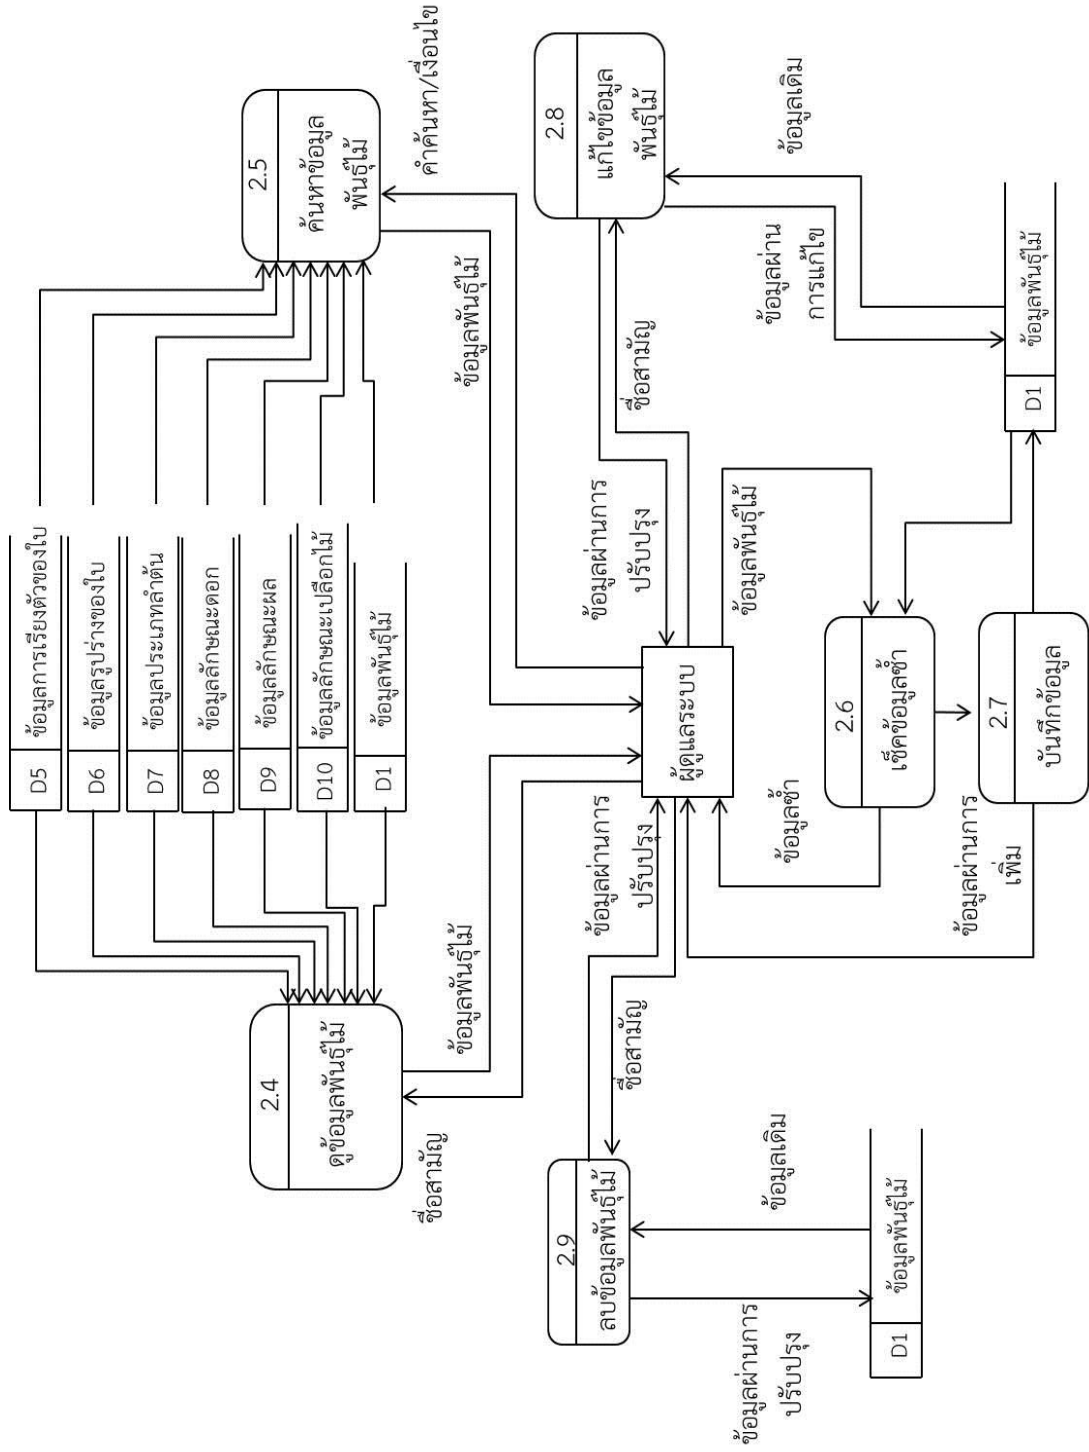 D5 ข้อมูลการเรียงตัวของใบ
D6 ข้อมูลรูปร่างของใบ
D7 ข้อมูลประเภทลำต้น
D8 ข้อมูลลักษณะดอก
D9 ข้อมูลลักษณะผล
D10 ข้อมูลลักษณะเปลือกไม้
D1 ข้อมูลพันธุ์ไม้
2.4
ดูข้อมูลพันธุ์ไม้
2.5
ค้นหาข้อมูล
พันธุ์ไม้
ชื่อสามัญ
ข้อมูลพันธุ์ไม้
ข้อมูลพันธุ์ไม้
คำค้นหา/เงื่อนไข
2.9
ลบข้อมูลพันธุ์ไม้
ชื่อสามัญ
ข้อมูลผ่านการ
ปรับปรุง
ผู้ดูแลระบบ
ข้อมูลผ่านการ
ปรับปรุง
ชื่อสามัญ
2.8
แก้ไขข้อมูล
พันธุ์ไม้
ข้อมูลผ่านการ
ปรับปรุง
ข้อมูลเดิม
ข้อมูลซ้ำ
ข้อมูลพันธุ์ไม้
ข้อมูลผ่าน
การแก้ไข
ข้อมูลเดิม
D1 ข้อมูลพันธุ์ไม้
2.6
เช็คข้อมูลซ้ำ
ข้อมูลผ่านการ
เพิ่ม
2.7
บันทึกข้อมูล
D1 ข้อมูลพันธุ์ไม้